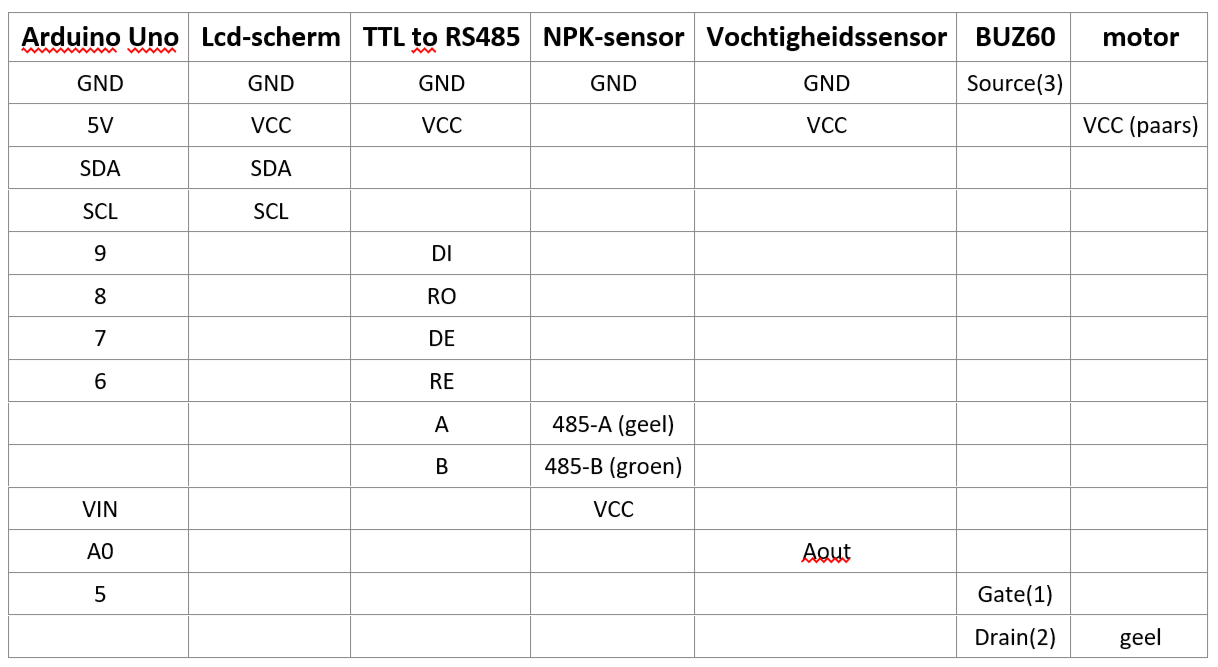 Arduino Uno Lcd-scherm TTL to RS485 NPK-sensor Vochtigheidssensor BUZ60 motor
GND GND GND GND GND Source(3)
5V VCC VCC VCC VCC (paars)
SDA SDA
SCL SCL
9 DI
8 RO
7 DE
6 RE
A 485-A (geel)
B 485-B (groen)
VIN VCC
A0 Aout
5 Gate(1)
Drain(2) geel